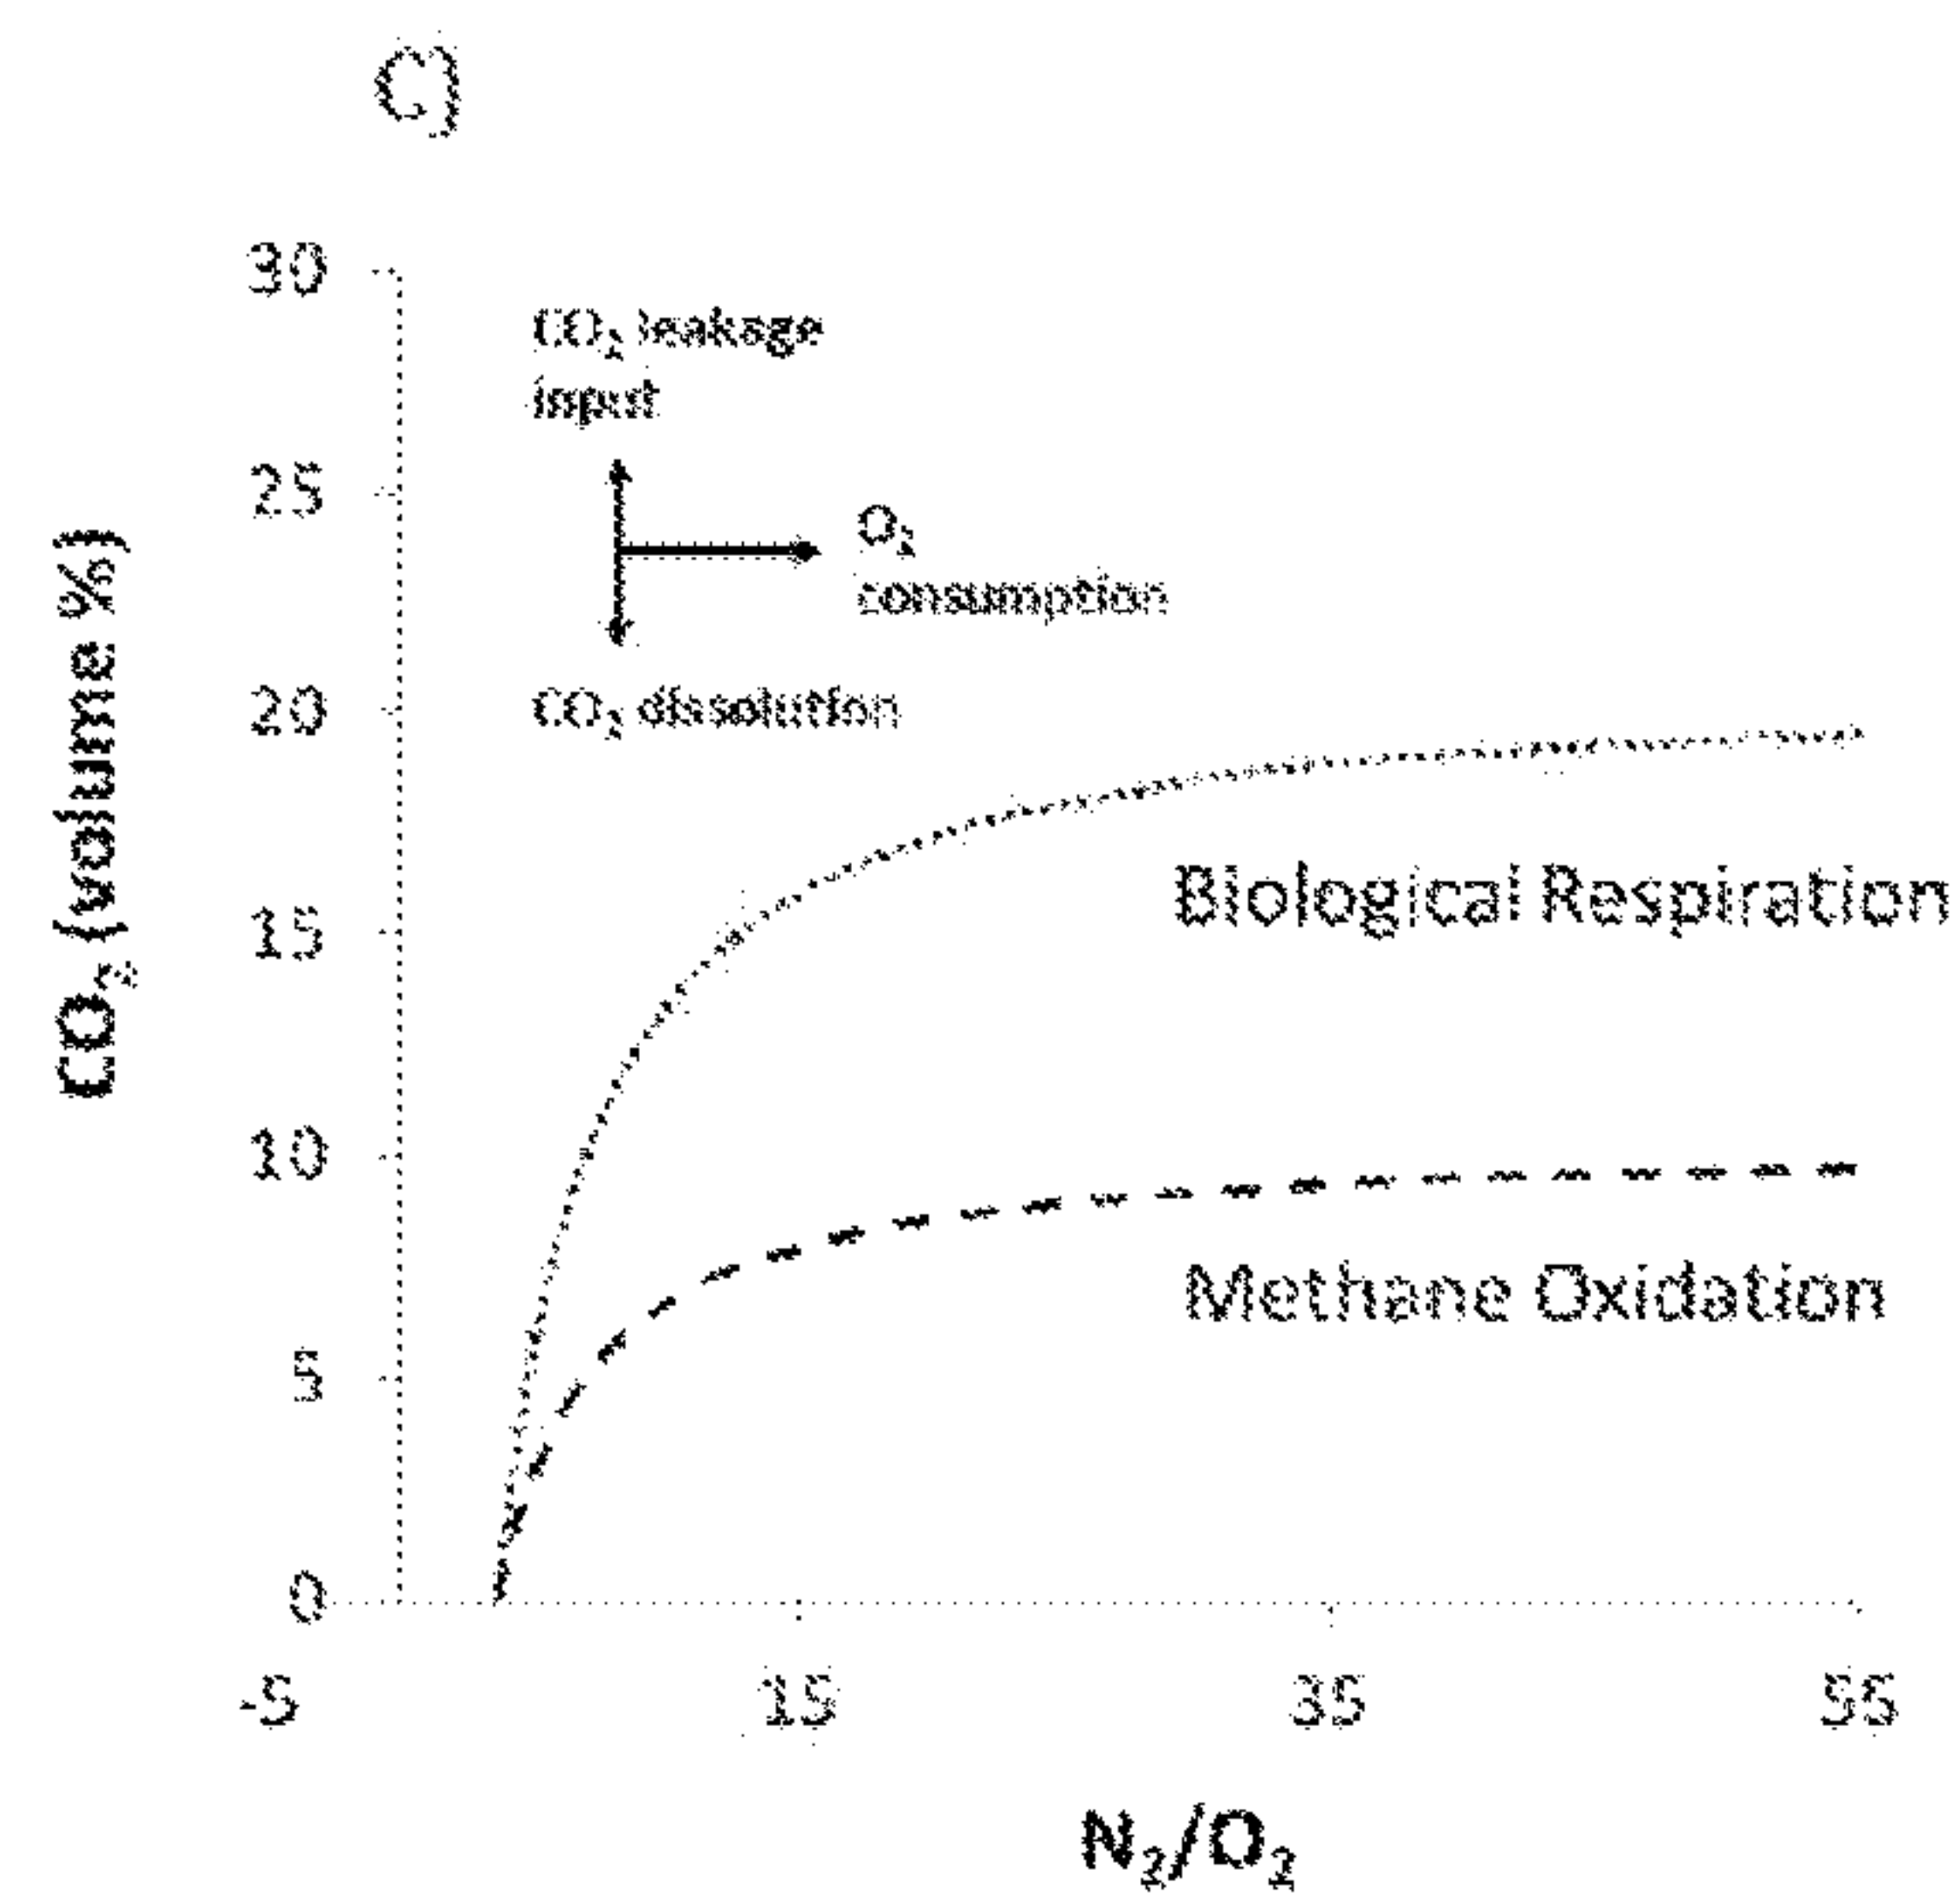 C)
CO₂ (volume %)
30
25
20
15
10
5
0
CO₂ leakage
input
O₂
consumption
CO₂ dissolution
Biological Respiration
Methane Oxidation
-5
15
35
55
N₂/O₂